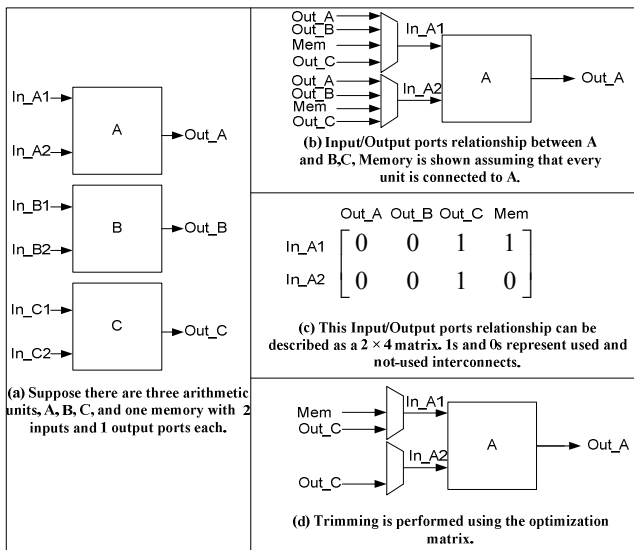 In_A1
In_A2
A
Out_A
In_B1
In_B2
B
Out_B
In_C1
In_C2
C
Out_C
(a) Suppose there are three arithmetic
units, A, B, C, and one memory with 2
inputs and 1 output ports each.
Out_A
Out_B
Mem
Out_C
In_A1
Out_A
Out_B
Mem
Out_C
In_A2
A
Out_A
(b) Input/Output ports relationship between A
and B,C, Memory is shown assuming that every
unit is connected to A.
Out_A Out_B Out_C Mem
In_A1 0 0 1 1
In_A2 0 0 1 0
(c) This Input/Output ports relationship can be
described as a 2 × 4 matrix. 1s and 0s represent used and
not-used interconnects.
Mem
Out_C
In_A1
Out_C
In_A2
A
Out_A
(d) Trimming is performed using the optimization
matrix.